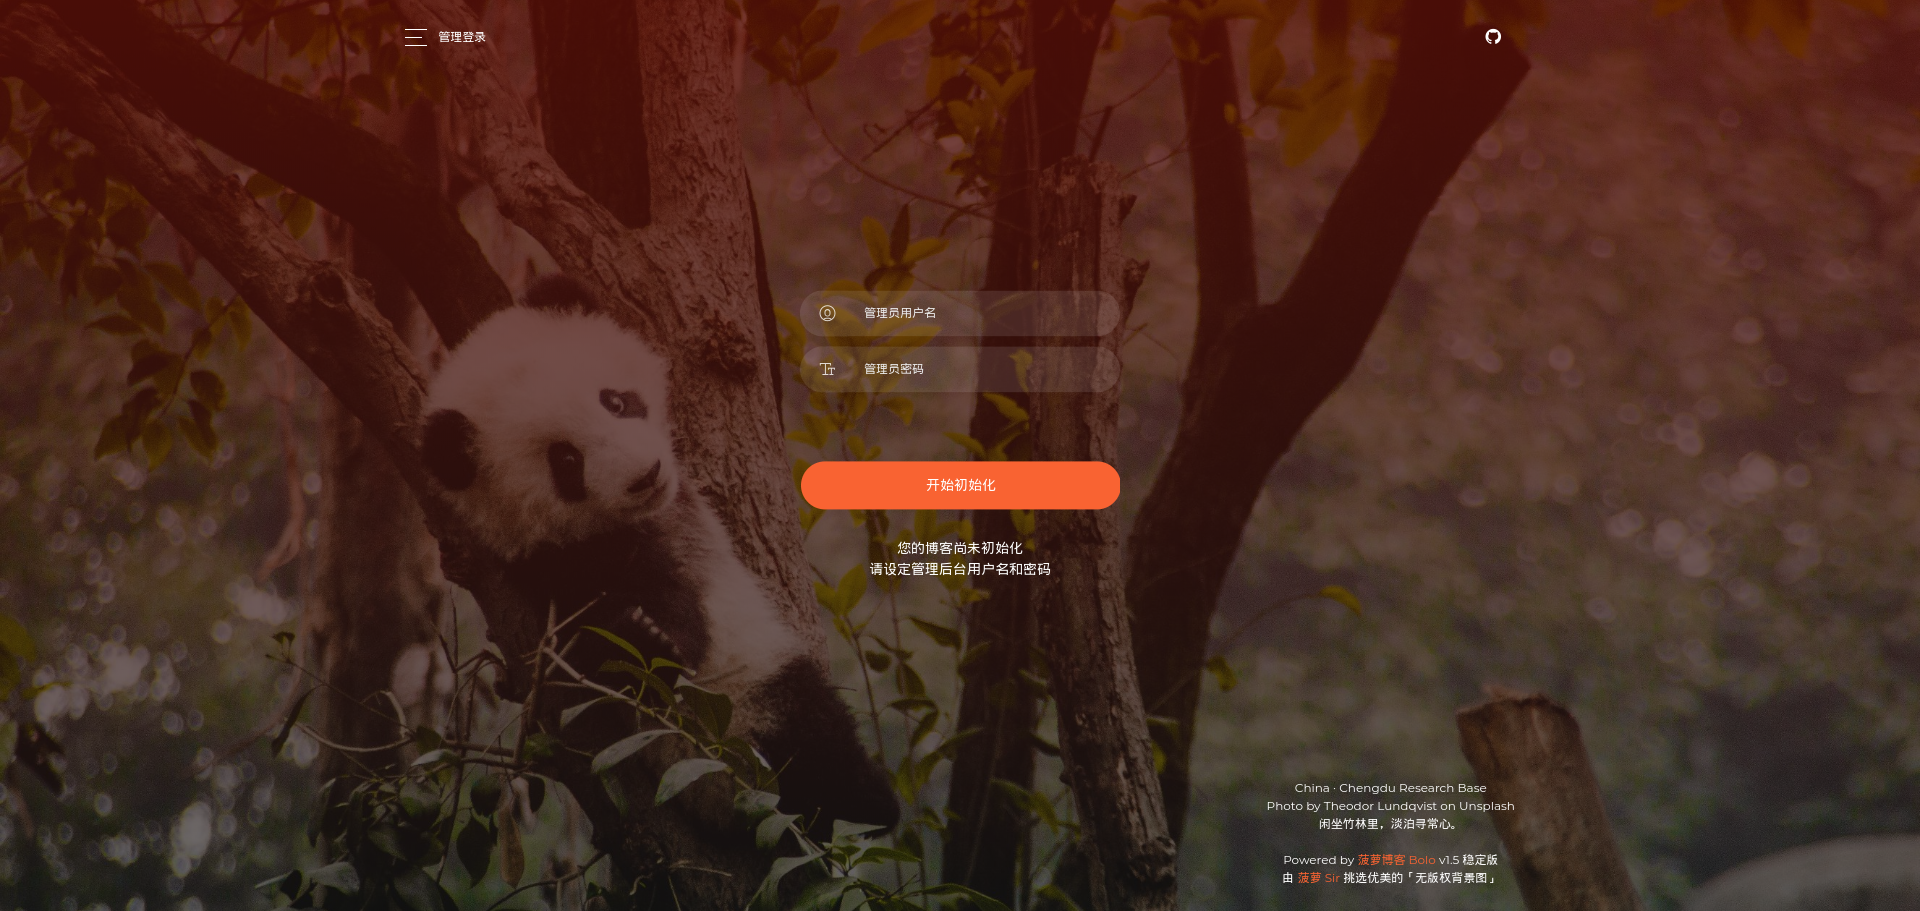 管理登录
管理员用户名
管理员密码
开始初始化
您的博客尚未初始化
请设定管理后台用户名和密码
China · Chengdu Research Base
Photo by Theodor Lundqvist on Unsplash
闲坐竹林里，淡泊寻常心。
Powered by 菠萝博客 Bolo v1.5 稳定版
由 菠萝 Sir 挑选优美的「无版权背景图」